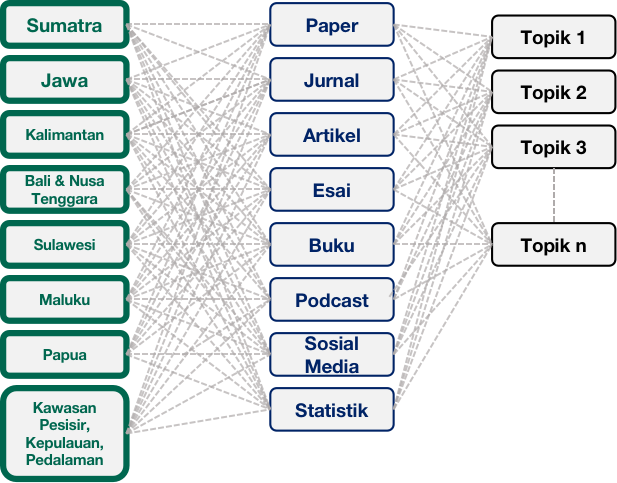 Sumatra
Jawa
Kalimantan
Bali & Nusa
Tenggara
Sulawesi
Maluku
Papua
Kawasan
Pesisir,
Kepulauan,
Pedalaman
Paper
Jurnal
Artikel
Esai
Buku
Podcast
Sosial
Media
Statistik
Topik 1
Topik 2
Topik 3
Topik n